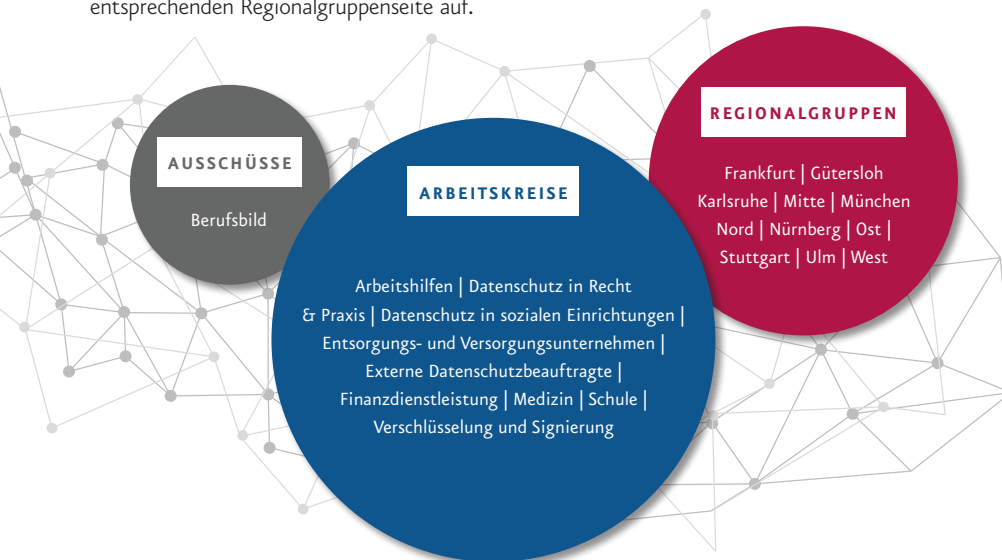 entsprechenden Regionalgruppenseite auf.
AUSSCHÜSSE
Berufsbild
ARBEITSKREISE
Arbeitshilfen | Datenschutz in Recht
& Praxis | Datenschutz in sozialen Einrichtungen |
Entsorgungs- und Versorgungsunternehmen |
Externe Datenschutzbeauftragte |
Finanzdienstleistung | Medizin | Schule |
Verschlüsselung und Signierung
REGIONALGRUPPEN
Frankfurt | Gütersloh
Karlsruhe | Mitte | München
Nord | Nürnberg | Ost |
Stuttgart | Ulm | West